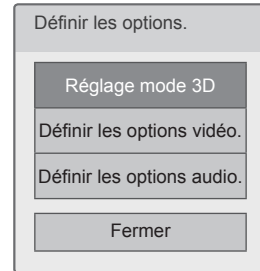 Définir les options.
Réglage mode 3D
Définir les options vidéo.
Définir les options audio.
Fermer